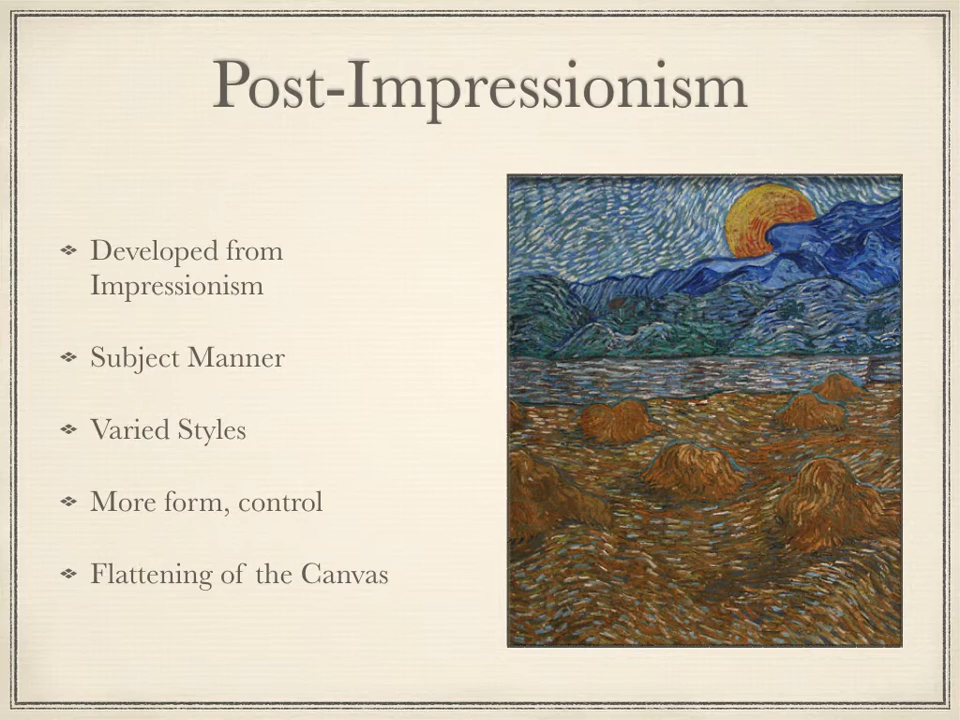 Post-Impressionism
Developed from
Impressionism
Subject Manner
Varied Styles
More form, control
Flattening of the Canvas